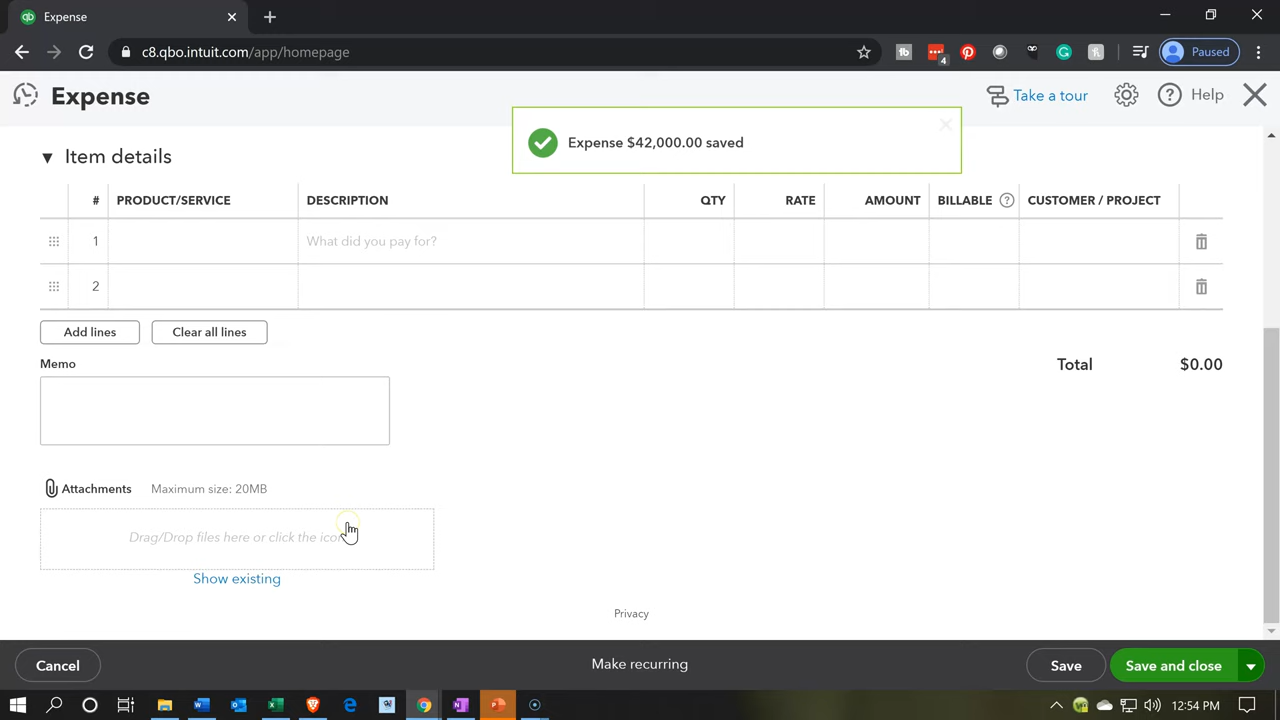 Expense
c8.qbo.intuit.com/app/homepage
4
Paused
Expense
Take a tour
Help
Expense $42,000.00 saved
Item details
# PRODUCT/SERVICE DESCRIPTION QTY RATE AMOUNT BILLABLE CUSTOMER / PROJECT
1 What did you pay for?
2
Add lines
Clear all lines
Memo
Total $0.00
Attachments Maximum size: 20MB
Drag/Drop files here or click the icon
Show existing
Privacy
Cancel
Make recurring
Save
Save and close
12:54 PM